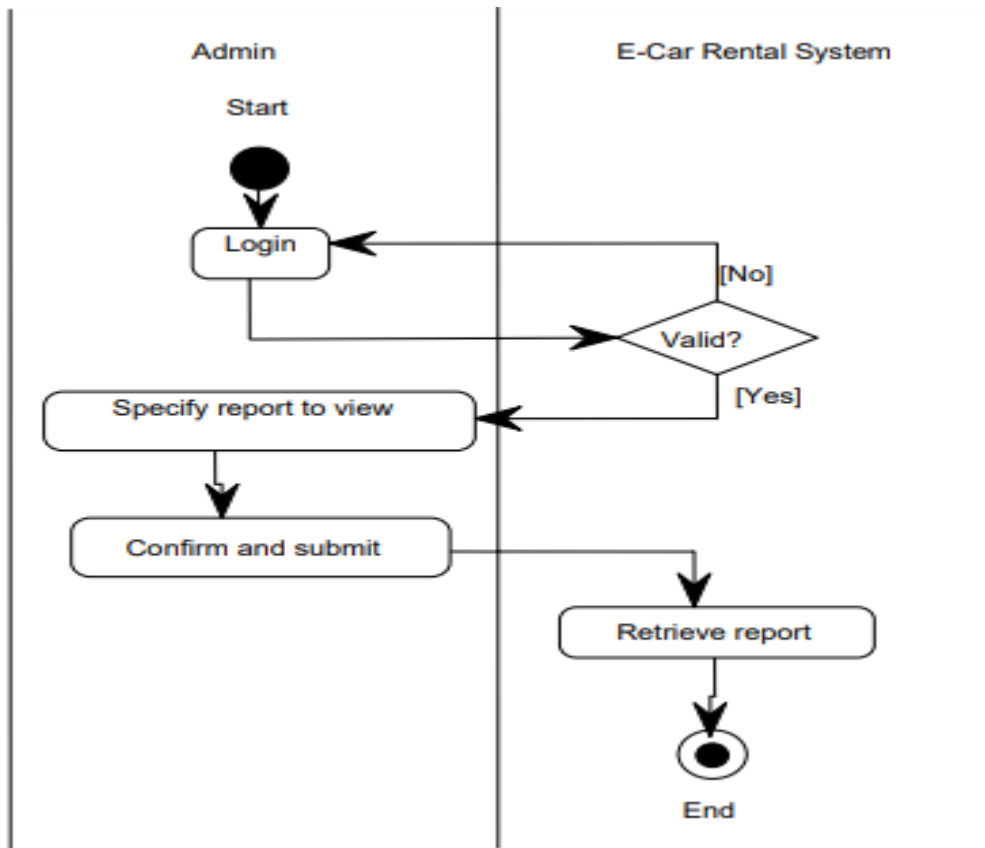 Admin
E-Car Rental System
Start
Login
[No]
Valid?
[Yes]
Specify report to view
Confirm and submit
Retrieve report
End